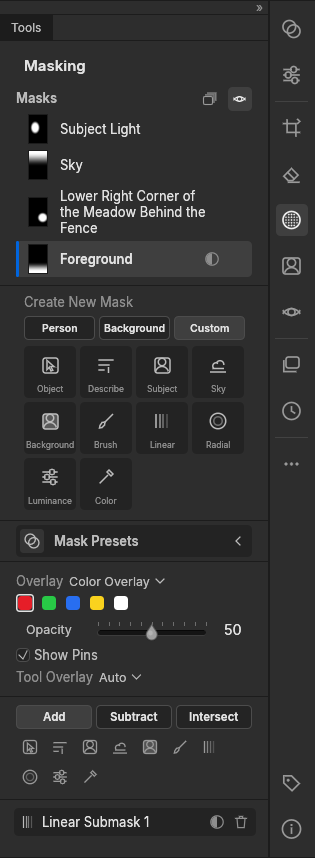 Tools
Masking
Masks
Subject Light
Sky
Lower Right Corner of
the Meadow Behind the
Fence
Foreground
Create New Mask
Person Background Custom
Object Describe Subject Sky
Background Brush Linear Radial
Luminance Color
Mask Presets
Overlay Color Overlay
Opacity 50
Show Pins
Tool Overlay Auto
Add Subtract Intersect
Linear Submask 1